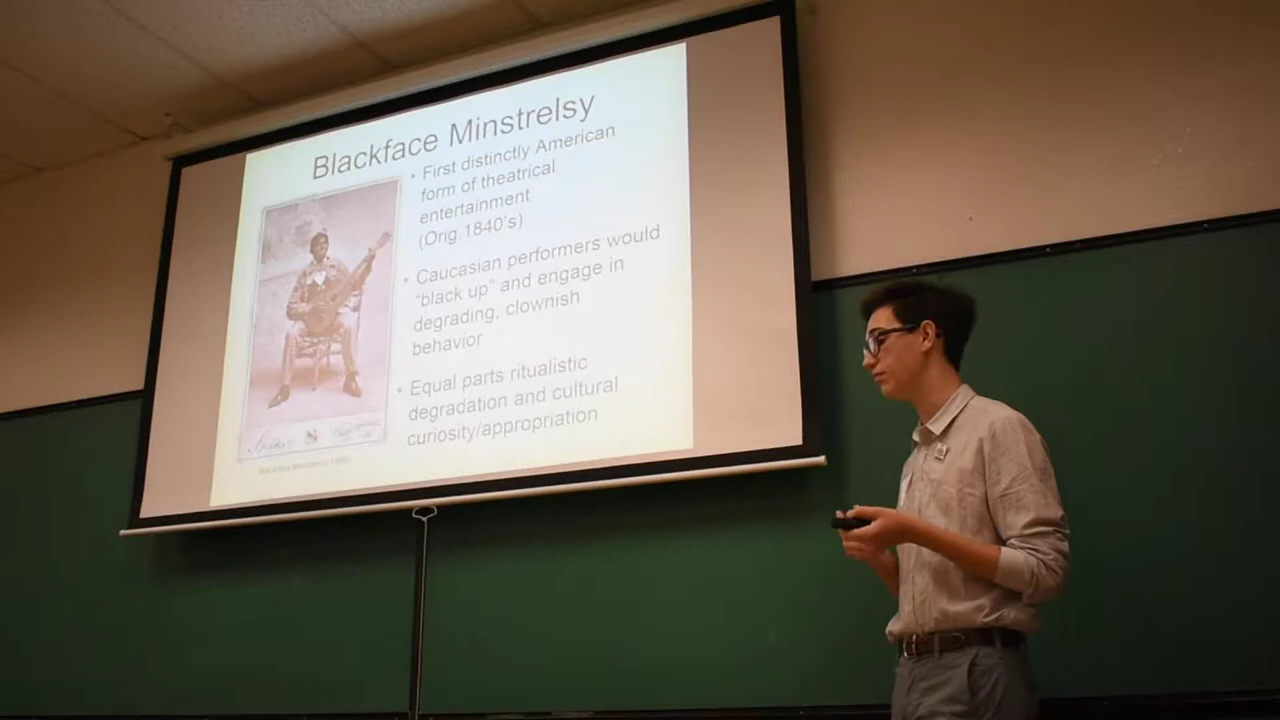 Blackface Minstrelsy
• First distinctly American
form of theatrical
entertainment
(Orig.1840's)
• Caucasian performers would
"black up" and engage in
degrading, clownish
behavior
• Equal parts ritualistic
degradation and cultural
curiosity/appropriation